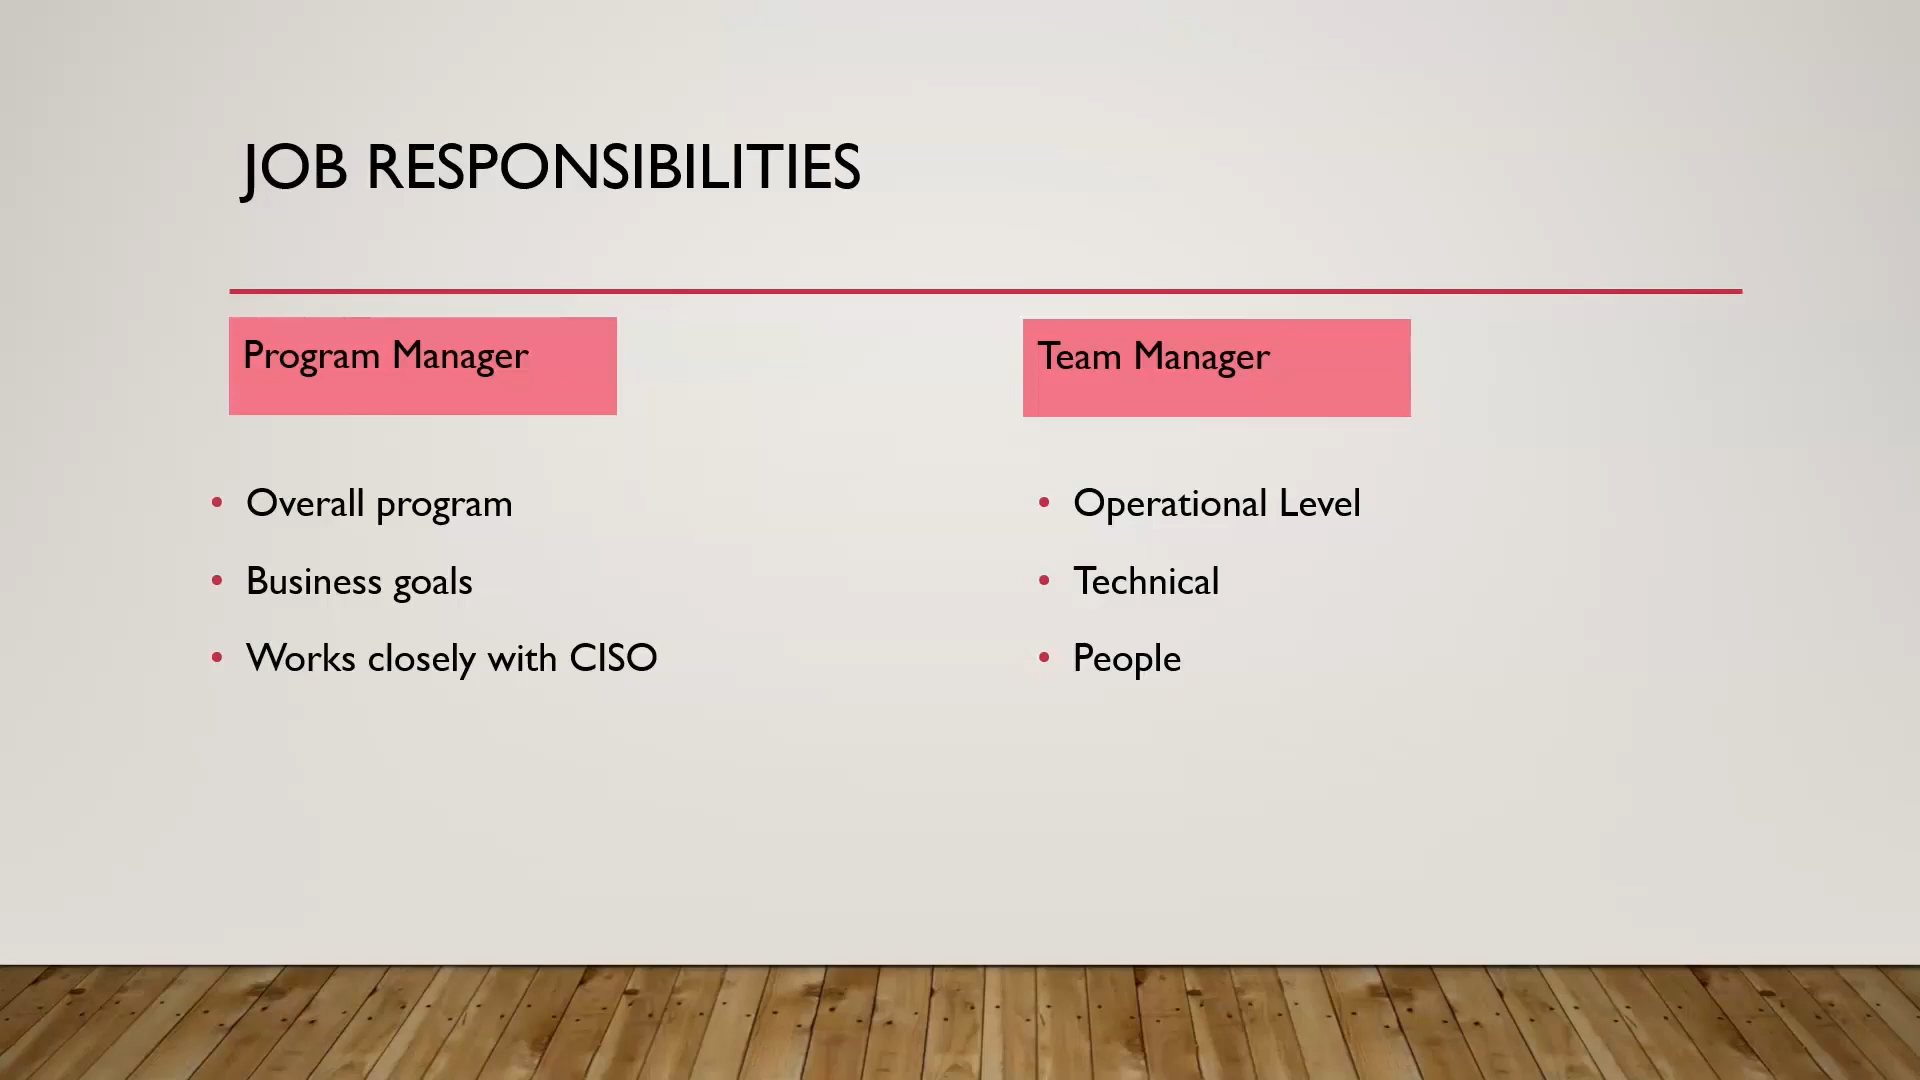 JOB RESPONSIBILITIES
Program Manager
• Overall program
• Business goals
• Works closely with CISO
Team Manager
• Operational Level
• Technical
• People